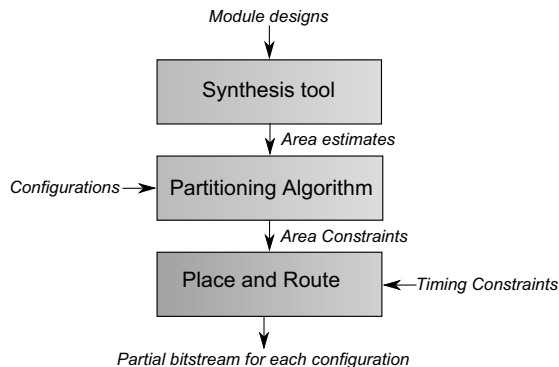 Module designs
Synthesis tool
Area estimates
Configurations
Partitioning Algorithm
Area Constraints
Place and Route
Timing Constraints
Partial bitstream for each configuration